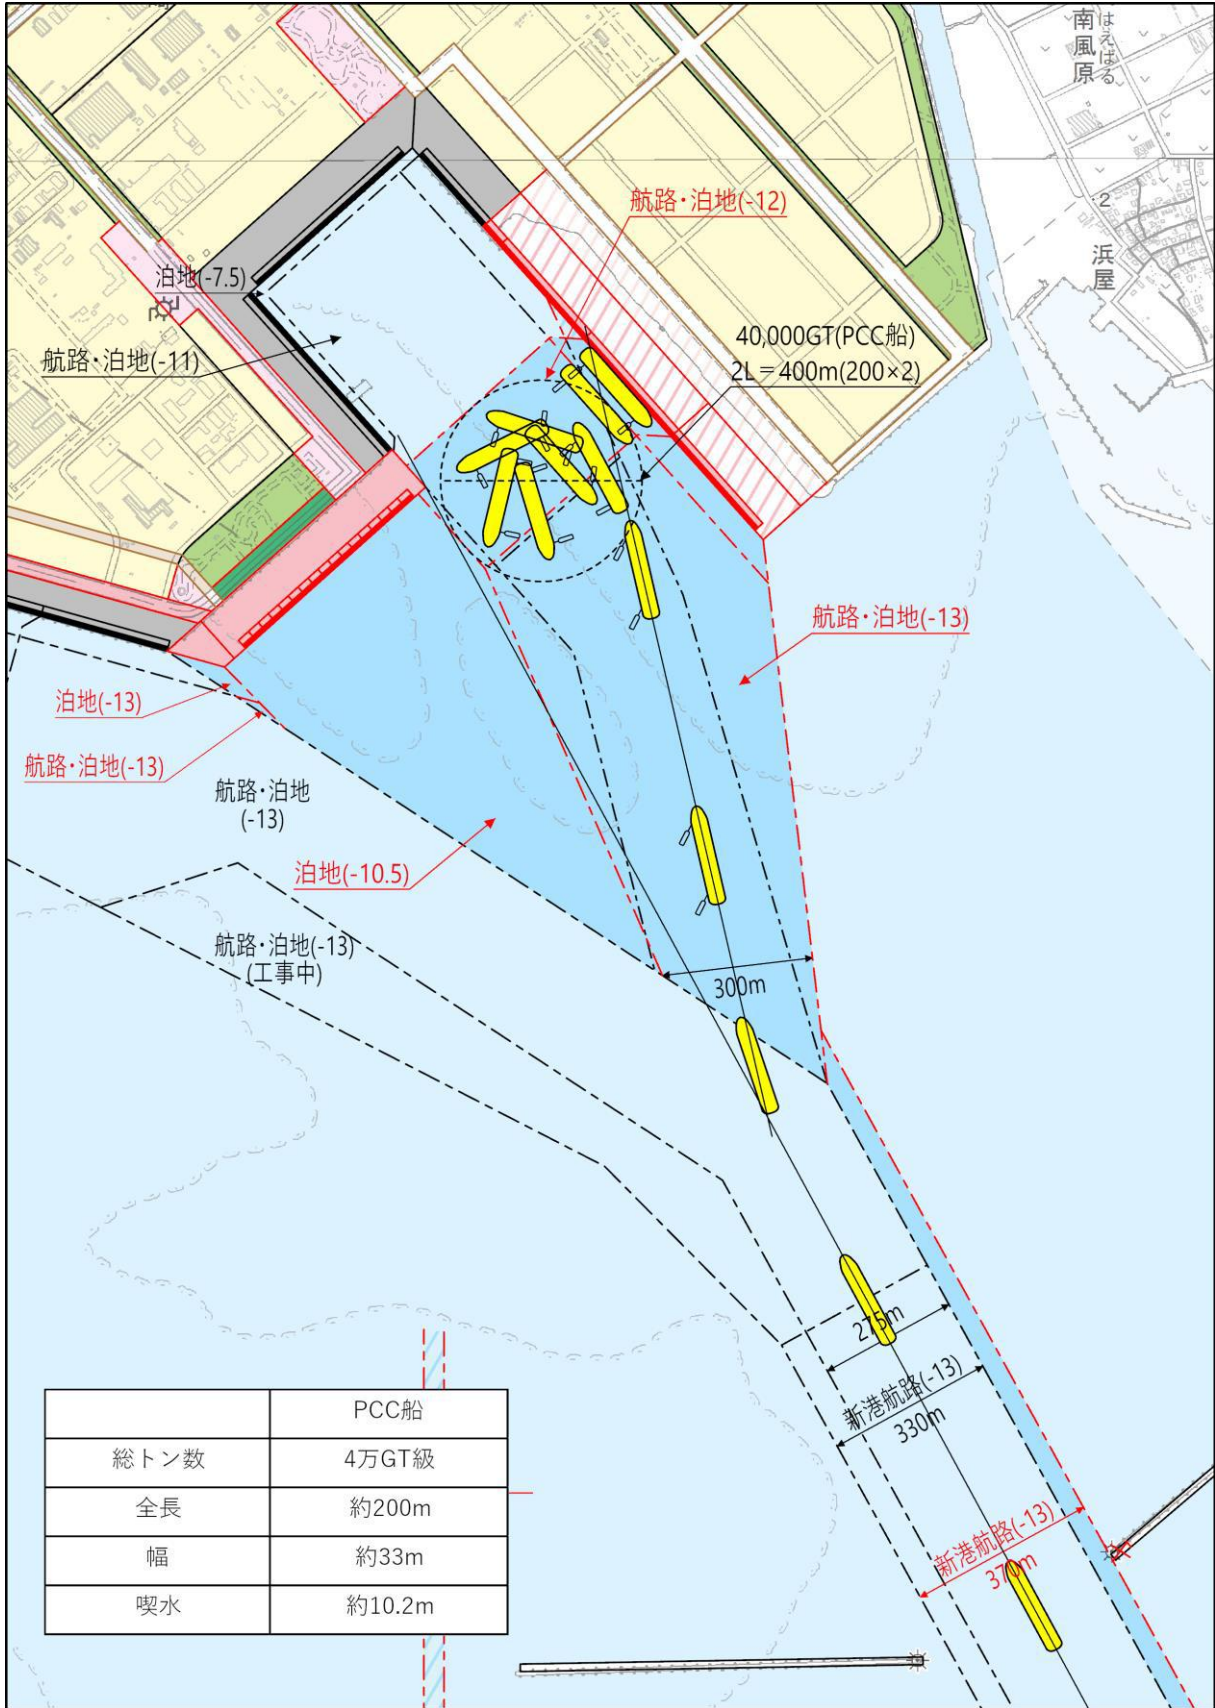 南風原
はえばる
航路・泊地(-12)
2
浜屋
泊地(-7.5)
航路・泊地(-11)
40,000GT(PCC船)
2L＝400m(200×2)
航路・泊地(-13)
泊地(-13)
航路・泊地(-13)
航路・泊地
(-13)
泊地(-10.5)
航路・泊地(-13)
(工事中)
300m
275m
新港航路(-13)
330m
新港航路(-13)
370m
PCC船
総トン数 4万GT級
全長 約200m
幅 約33m
喫水 約10.2m